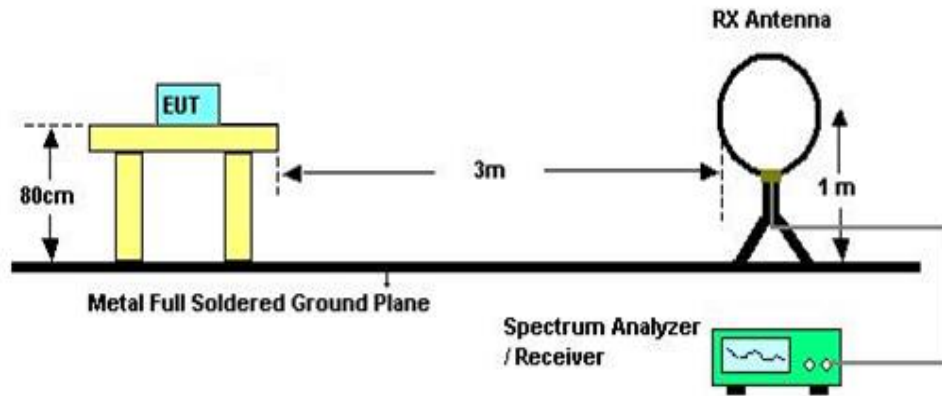 RX Antenna
EUT
80cm
3m
1 m
Metal Full Soldered Ground Plane
Spectrum Analyzer
/ Receiver